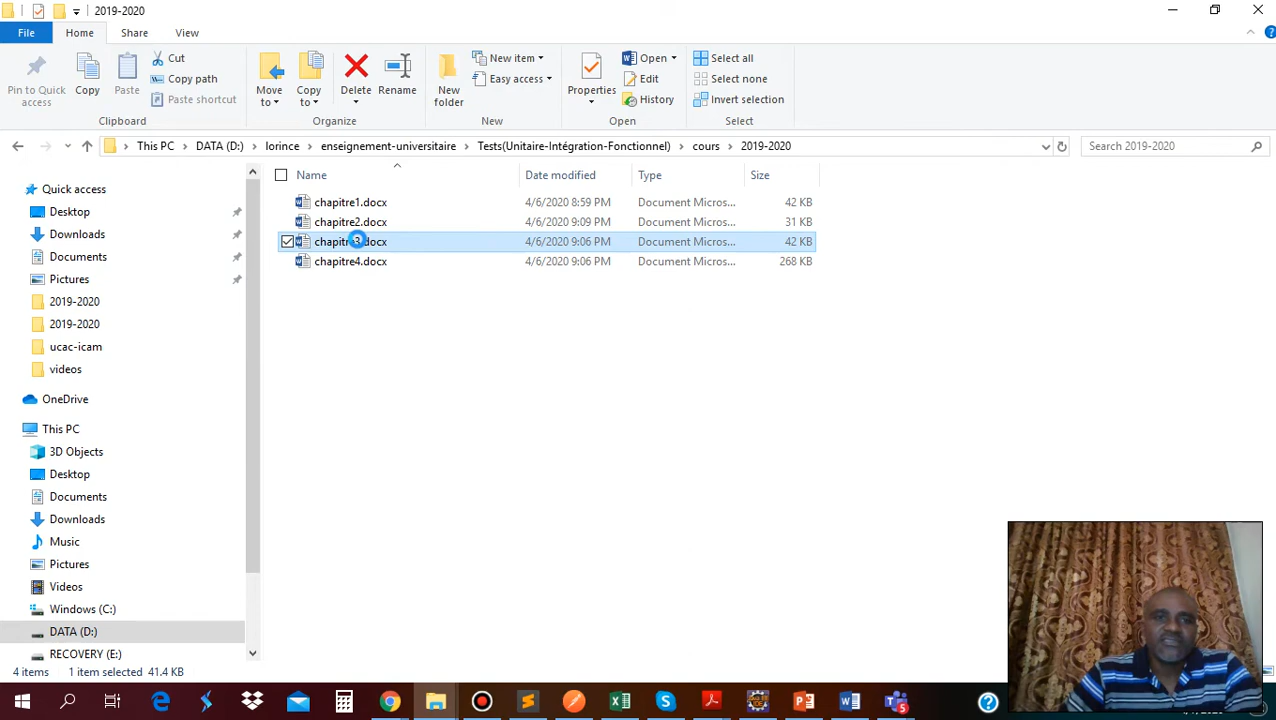 2019-2020
File Home Share View
Pin to Quick access
Copy
Paste
Cut
Copy path
Paste shortcut
Clipboard
Move to
Copy to
Delete
Rename
Organize
New folder
New item
Easy access
New
Properties
Open
Edit
History
Open
Select all
Select none
Invert selection
Select
This PC DATA (D:) lorince enseignement-universitaire Tests(Unitaire-Intégration-Fonctionnel) cours 2019-2020
Search 2019-2020
Name Date modified Type Size
chapitre1.docx 4/6/2020 8:59 PM Document Micros... 42 KB
chapitre2.docx 4/6/2020 9:09 PM Document Micros... 31 KB
chapitre3.docx 4/6/2020 9:06 PM Document Micros... 42 KB
chapitre4.docx 4/6/2020 9:06 PM Document Micros... 268 KB
Quick access
Desktop
Downloads
Documents
Pictures
2019-2020
2019-2020
ucac-icam
videos
OneDrive
This PC
3D Objects
Desktop
Documents
Downloads
Music
Pictures
Videos
Windows (C:)
DATA (D:)
RECOVERY (E:)
4 items 1 item selected 41.4 KB